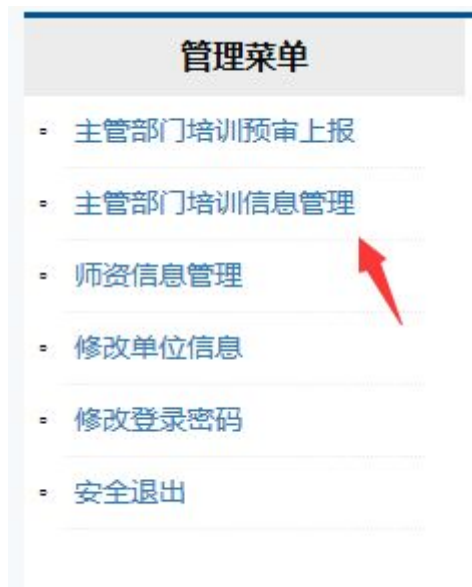 管理菜单
主管部门培训预审上报
主管部门培训信息管理
师资信息管理
修改单位信息
修改登录密码
安全退出